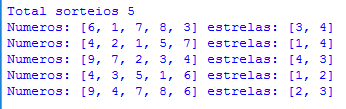 Total sorteios 5
Numeros: [6, 1, 7, 8, 3] estrelas: [3, 4]
Numeros: [4, 2, 1, 5, 7] estrelas: [1, 4]
Numeros: [9, 7, 2, 3, 4] estrelas: [4, 3]
Numeros: [4, 3, 5, 1, 6] estrelas: [1, 2]
Numeros: [9, 4, 7, 8, 6] estrelas: [2, 3]